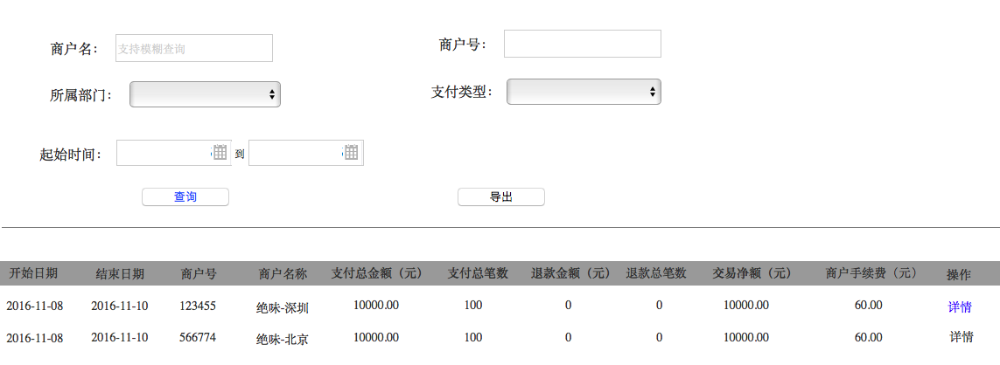 商户名： 支持模糊查询 商户号：
所属部门： 支付类型：
起始时间： 到
查询 导出
开始日期 结束日期 商户号 商户名称 支付总金额（元） 支付总笔数 退款金额（元） 退款总笔数 交易净额（元） 商户手续费（元） 操作
2016-11-08 2016-11-10 123455 绝味-深圳 10000.00 100 0 0 10000.00 60.00 详情
2016-11-08 2016-11-10 566774 绝味-北京 10000.00 100 0 0 10000.00 60.00 详情